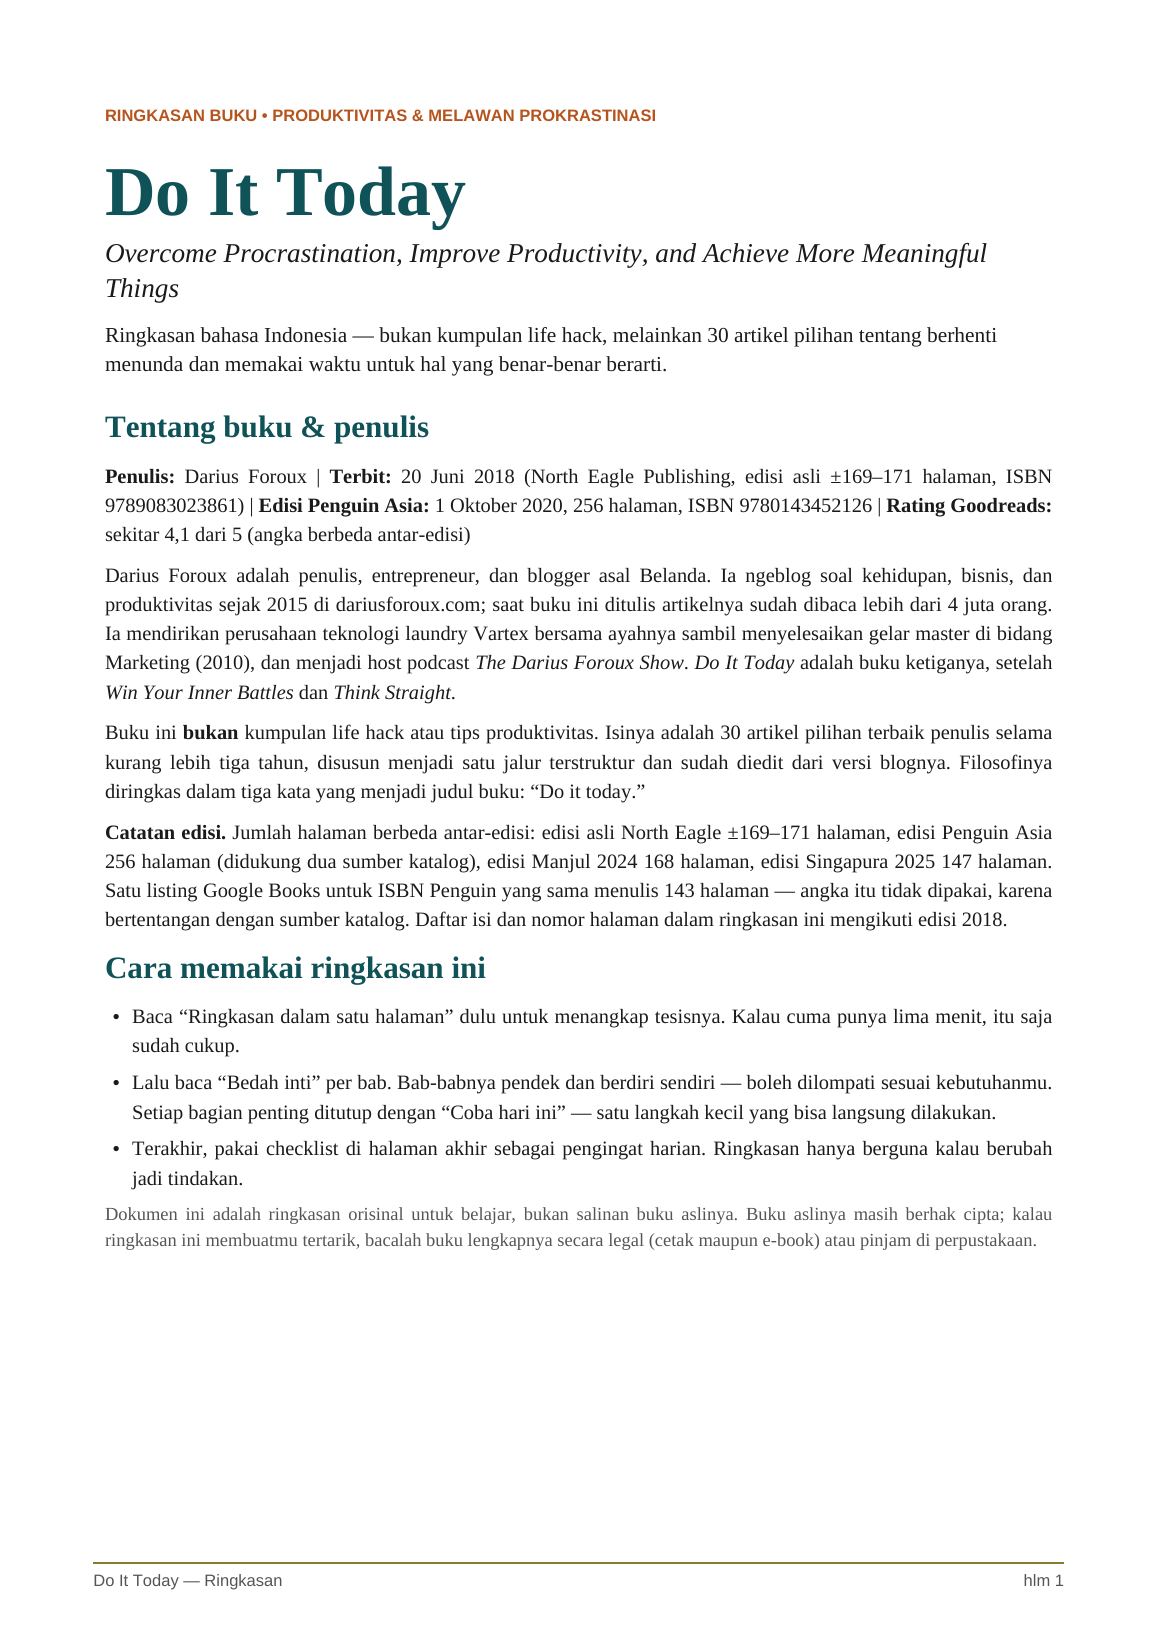 RINGKASAN BUKU • PRODUKTIVITAS & MELAWAN PROKRASTINASI
Do It Today
Overcome Procrastination, Improve Productivity, and Achieve More Meaningful
Things
Ringkasan bahasa Indonesia — bukan kumpulan life hack, melainkan 30 artikel pilihan tentang berhenti
menunda dan memakai waktu untuk hal yang benar-benar berarti.
Tentang buku & penulis
Penulis: Darius Foroux | Terbit: 20 Juni 2018 (North Eagle Publishing, edisi asli ±169–171 halaman, ISBN
9789083023861) | Edisi Penguin Asia: 1 Oktober 2020, 256 halaman, ISBN 9780143452126 | Rating Goodreads:
sekitar 4,1 dari 5 (angka berbeda antar-edisi)
Darius Foroux adalah penulis, entrepreneur, dan blogger asal Belanda. Ia ngeblog soal kehidupan, bisnis, dan
produktivitas sejak 2015 di dariusforoux.com; saat buku ini ditulis artikelnya sudah dibaca lebih dari 4 juta orang.
Ia mendirikan perusahaan teknologi laundry Vartex bersama ayahnya sambil menyelesaikan gelar master di bidang
Marketing (2010), dan menjadi host podcast The Darius Foroux Show. Do It Today adalah buku ketiganya, setelah
Win Your Inner Battles dan Think Straight.
Buku ini bukan kumpulan life hack atau tips produktivitas. Isinya adalah 30 artikel pilihan terbaik penulis selama
kurang lebih tiga tahun, disusun menjadi satu jalur terstruktur dan sudah diedit dari versi blognya. Filosofinya
diringkas dalam tiga kata yang menjadi judul buku: “Do it today.”
Catatan edisi. Jumlah halaman berbeda antar-edisi: edisi asli North Eagle ±169–171 halaman, edisi Penguin Asia
256 halaman (didukung dua sumber katalog), edisi Manjul 2024 168 halaman, edisi Singapura 2025 147 halaman.
Satu listing Google Books untuk ISBN Penguin yang sama menulis 143 halaman — angka itu tidak dipakai, karena
bertentangan dengan sumber katalog. Daftar isi dan nomor halaman dalam ringkasan ini mengikuti edisi 2018.
Cara memakai ringkasan ini
• Baca “Ringkasan dalam satu halaman” dulu untuk menangkap tesisnya. Kalau cuma punya lima menit, itu saja
sudah cukup.
• Lalu baca “Bedah inti” per bab. Bab-babnya pendek dan berdiri sendiri — boleh dilompati sesuai kebutuhanmu.
Setiap bagian penting ditutup dengan “Coba hari ini” — satu langkah kecil yang bisa langsung dilakukan.
• Terakhir, pakai checklist di halaman akhir sebagai pengingat harian. Ringkasan hanya berguna kalau berubah
jadi tindakan.
Dokumen ini adalah ringkasan orisinal untuk belajar, bukan salinan buku aslinya. Buku aslinya masih berhak cipta; kalau
ringkasan ini membuatmu tertarik, bacalah buku lengkapnya secara legal (cetak maupun e-book) atau pinjam di perpustakaan.
Do It Today — Ringkasan
hlm 1